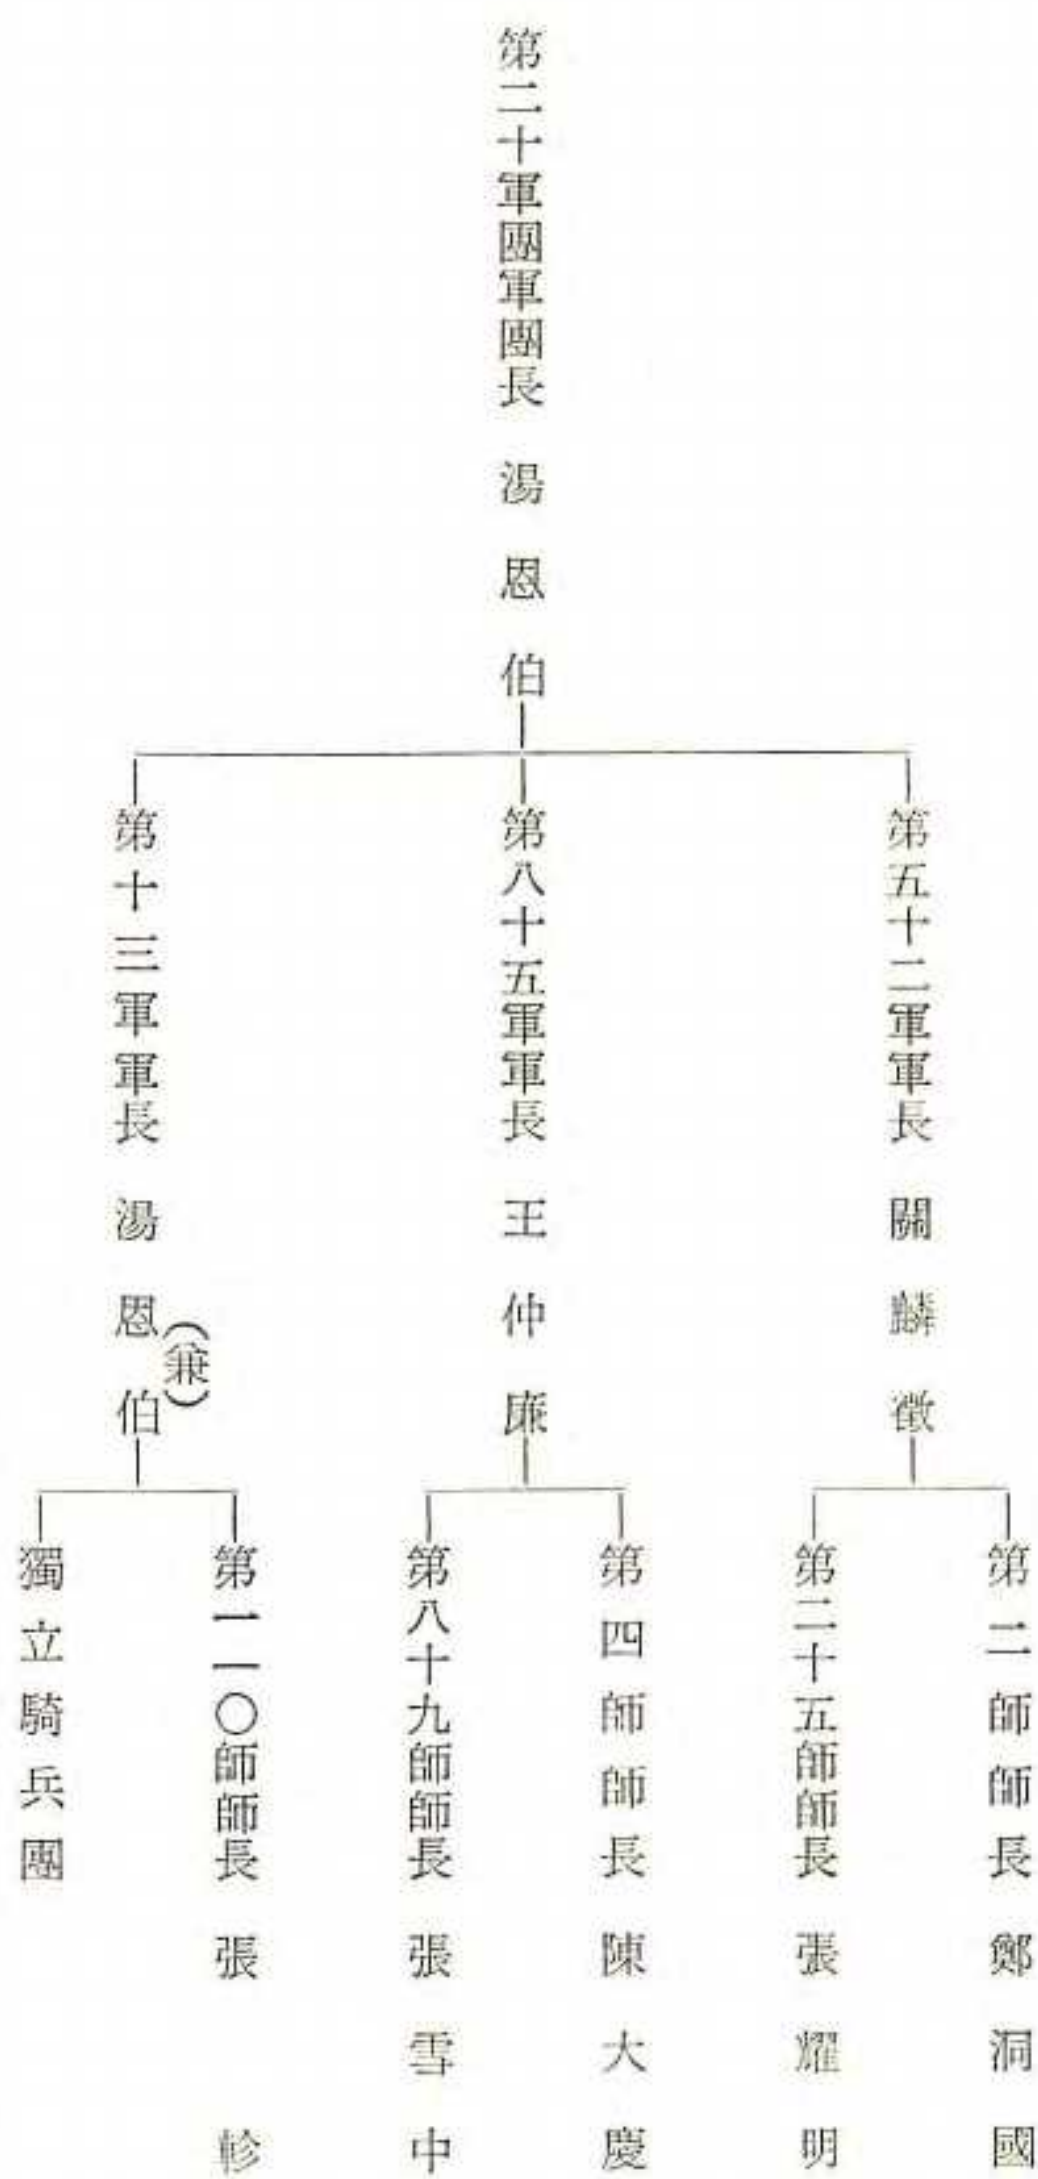 第二十軍團軍團長 湯恩伯
第五十二軍軍長 關麟徵
第八十五軍軍長 王仲廉
第十三軍軍長 湯恩伯(兼)
第二師師長 鄭洞國
第二十五師師長 張耀明
第四師師長 陳大慶
第八十九師師長 張雪中
第一一〇師師長 張軫
獨立騎兵團